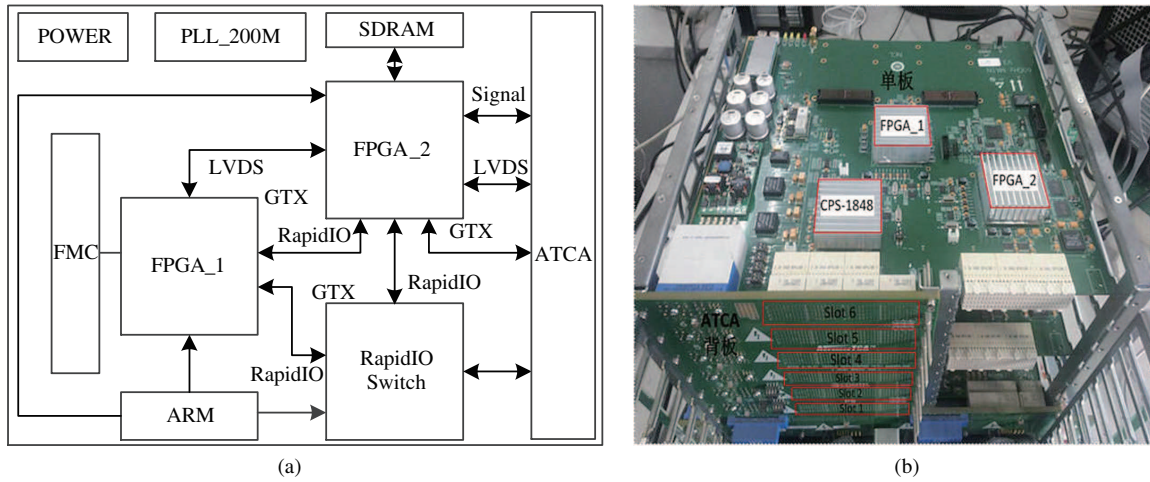 POWER
PLL_200M
SDRAM
Signal
FPGA_2
LVDS
LVDS
GTX
GTX
RapidIO
ATCA
FMC
FPGA_1
RapidIO
GTX
RapidIO
Switch
RapidIO
ARM
(a)
单板
FPGA_1
FPGA_2
CPS-1848
ATCA
背板
Slot 6
Slot 5
Slot 4
Slot 3
Slot 2
Slot 1
(b)